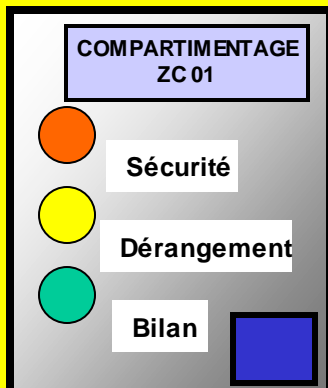 COMPARTIMENTAGE
ZC 01
Sécurité
Dérangement
Bilan